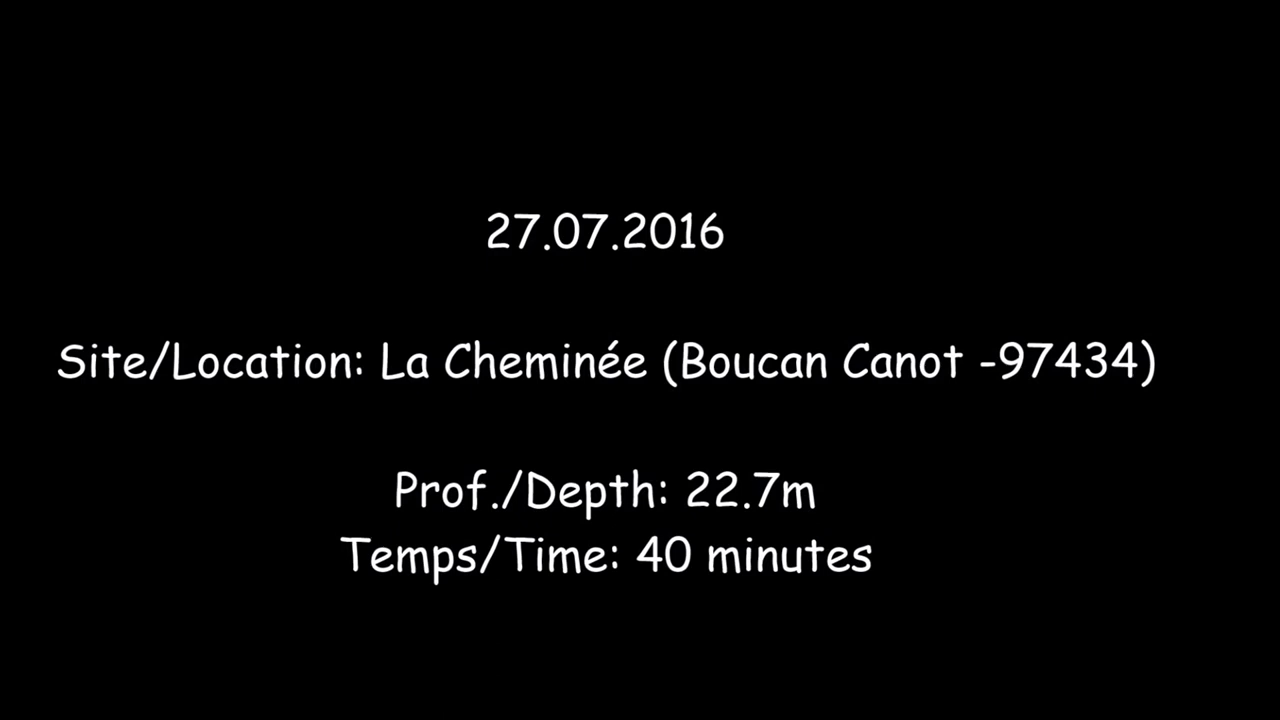 27.07.2016
Site/Location: La Cheminée (Boucan Canot -97434)
Prof./Depth: 22.7m
Temps/Time: 40 minutes